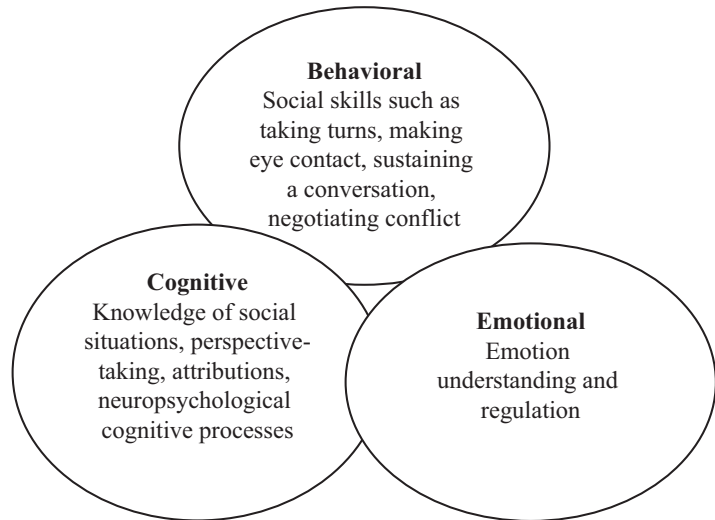 Behavioral
Social skills such as
taking turns, making
eye contact, sustaining
a conversation,
negotiating conflict
Cognitive
Knowledge of social
situations, perspective-
taking, attributions,
neuropsychological
cognitive processes
Emotional
Emotion
understanding and
regulation